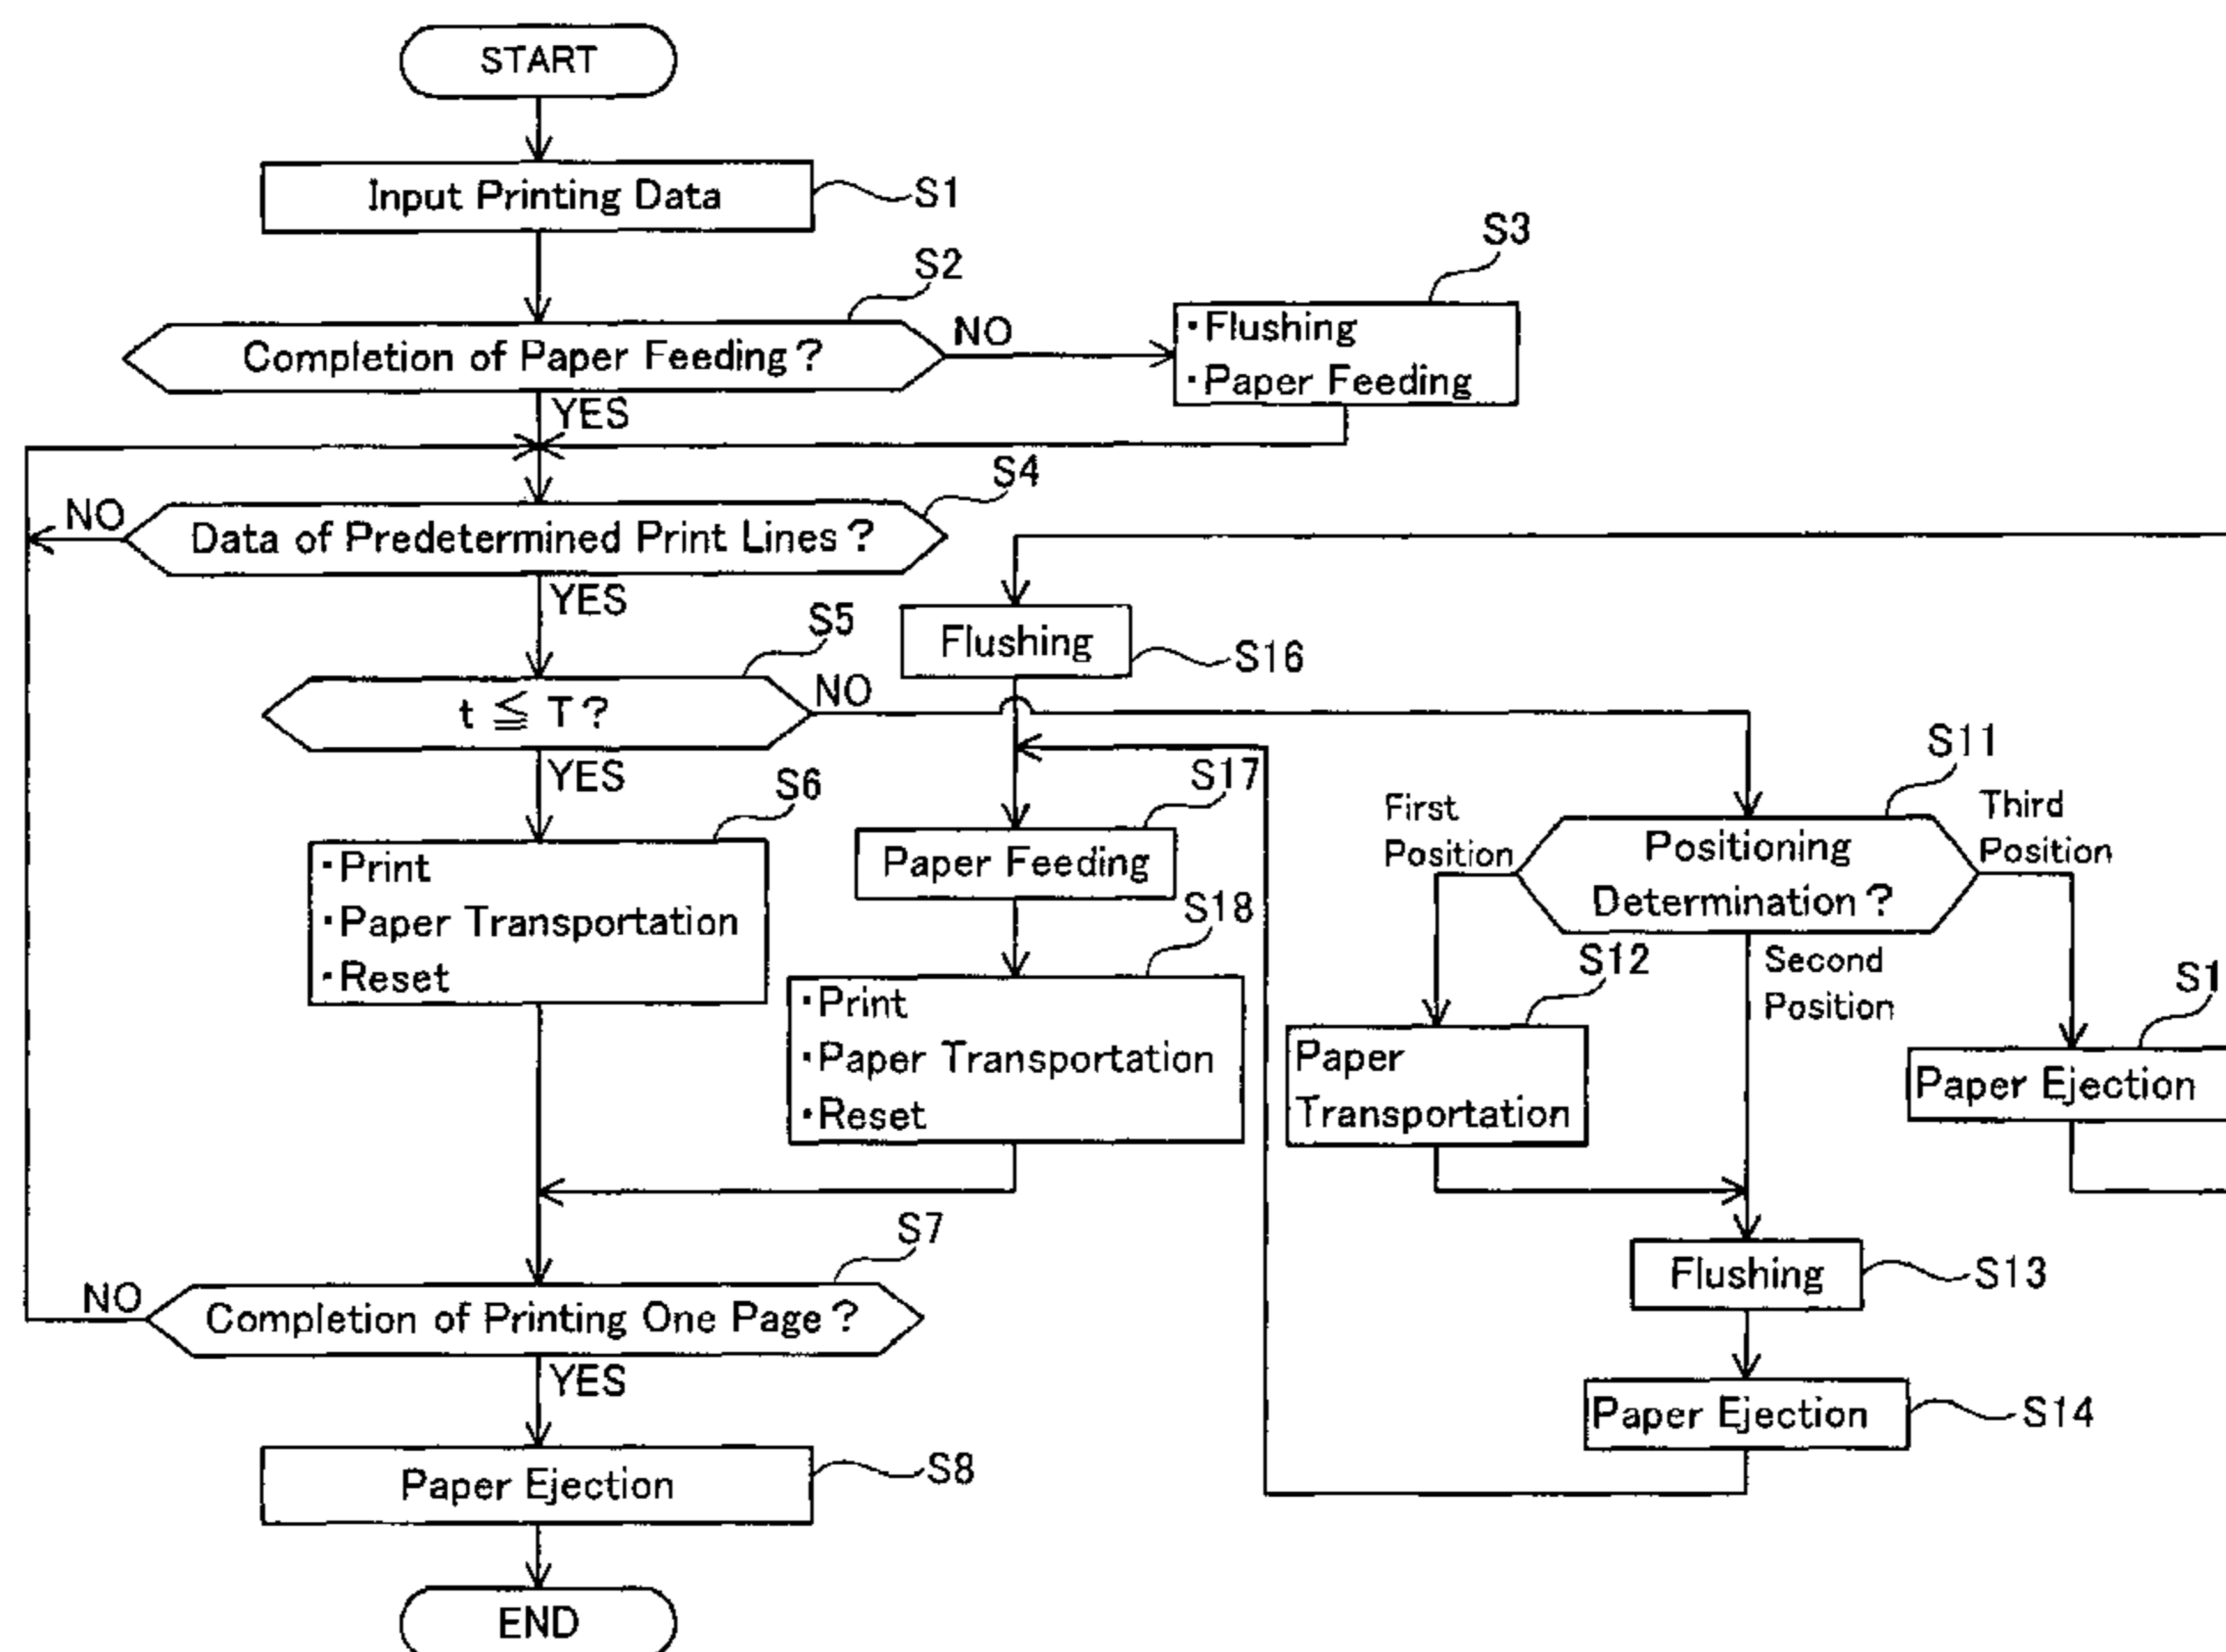 START
Input Printing Data
S1
S2
Completion of Paper Feeding?
NO
YES
S3
・Flushing
・Paper Feeding
S4
NO
Data of Predetermined Print Lines?
YES
S5
t ≦ T?
NO
YES
Flushing
S16
S6
・Print
・Paper Transportation
・Reset
S17
Paper Feeding
S18
・Print
・Paper Transportation
・Reset
S11
First
Position
Positioning
Determination?
Third
Position
Second
Position
S12
Paper
Transportation
S1
Paper Ejection
Flushing
S13
Paper Ejection
S14
S7
NO
Completion of Printing One Page?
YES
Paper Ejection
S8
END